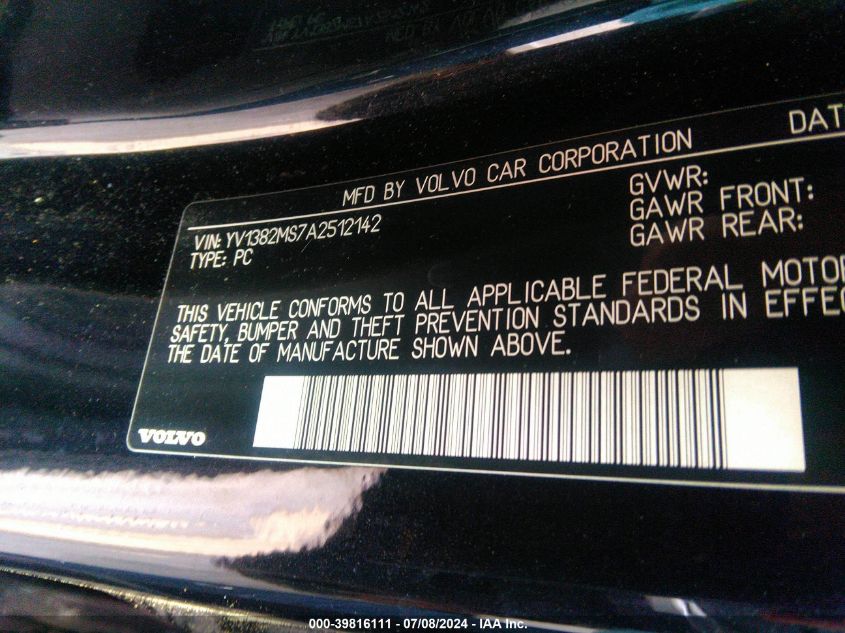 MFD BY VOLVO CAR CORPORATION DAT
VIN: YV1382MS7A2512142
TYPE: PC
GVWR:
GAWR FRONT:
GAWR REAR:
THIS VEHICLE CONFORMS TO ALL APPLICABLE FEDERAL MOTOR
SAFETY, BUMPER AND THEFT PREVENTION STANDARDS IN EFFEC
THE DATE OF MANUFACTURE SHOWN ABOVE.
VOLVO
000-39816111 - 07/08/2024 - IAA Inc.